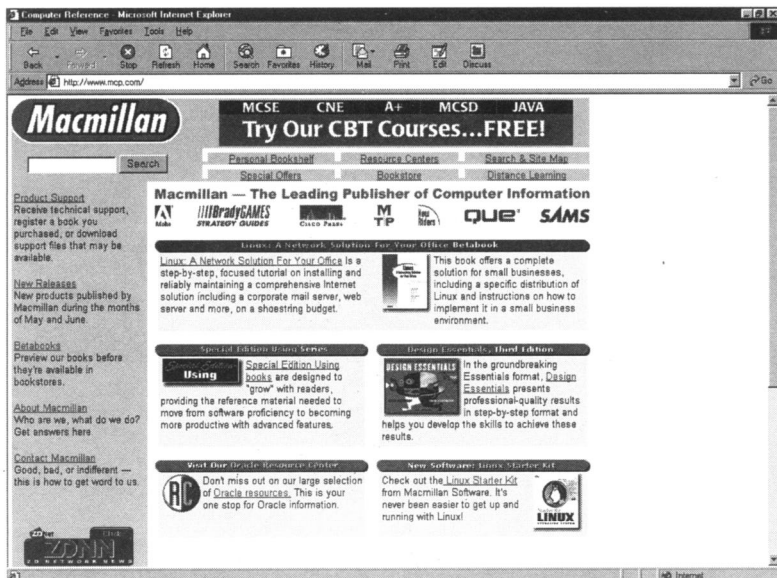 Computer Reference - Microsoft Internet Explorer
File Edit View Favorites Tools Help
Back Forward Stop Refresh Home Search Favorites History Mail Print Edit Discuss
Address http://www.mcp.com/ Go
Macmillan
Search
MCSE CNE A+ MCSD JAVA
Try Our CBT Courses...FREE!
Personal Bookshelf Resource Centers Search & Site Map
Special Offers Bookstore Distance Learning
Product Support
Receive technical support,
register a book you
purchased, or download
support files that may be
available.
New Releases
New products published by
Macmillan during the months
of May and June.
Betabooks
Preview our books before
they're available in
bookstores.
About Macmillan
Who are we, what do we do?
Get answers here.
Contact Macmillan
Good, bad, or indifferent —
this is how to get word to us.
ZDNet
ZDNN
ZD NETWORK NEWS
Macmillan — The Leading Publisher of Computer Information
Adobe BradyGAMES STRATEGY GUIDES CISCO PRESS MTP New Riders QUE SAMS
Linux: A Network Solution For Your Office Betabook
Linux: A Network Solution For Your Office is a
step-by-step, focused tutorial on installing and
reliably maintaining a comprehensive Internet
solution including a corporate mail server, web
server and more, on a shoestring budget.
This book offers a complete
solution for small businesses,
including a specific distribution of
Linux and instructions on how to
implement it in a small business
environment.
Special Edition Using Series
Special Edition
Using
Special Edition Using
books are designed to
"grow" with readers,
providing the reference material needed to
move from software proficiency to becoming
more productive with advanced features.
Design Essentials, Third Edition
DESIGN ESSENTIALS
In the groundbreaking
Essentials format, Design
Essentials presents
professional-quality results
in step-by-step format and
helps you develop the skills to achieve these
results.
Visit Our Oracle Resource Center
RC
Don't miss out on our large selection
of Oracle resources. This is your
one stop for Oracle information.
New Software: Linux Starter Kit
Check out the Linux Starter Kit
from Macmillan Software. It's
never been easier to get up and
running with Linux!
LINUX
Internet